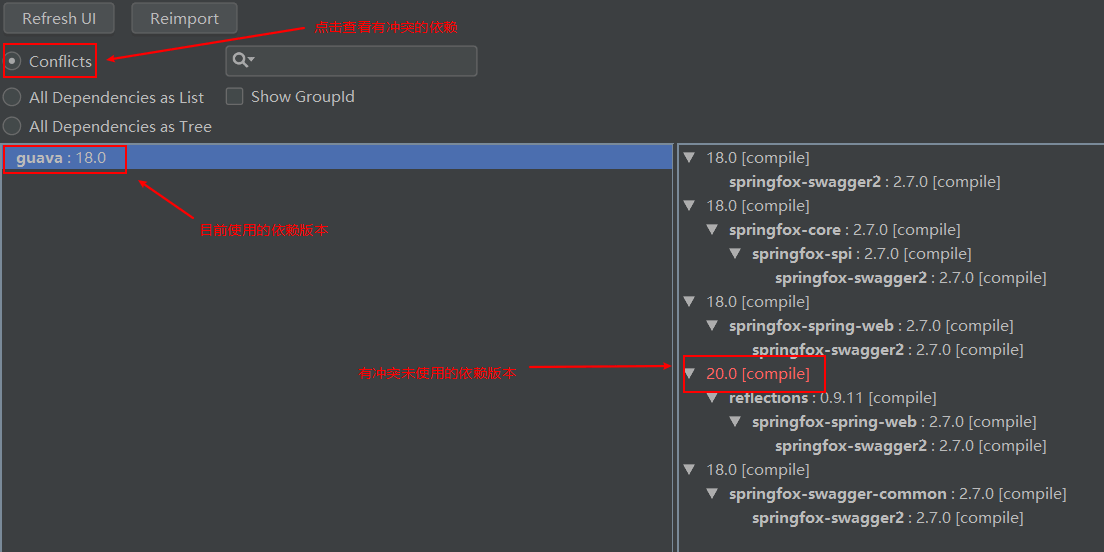 Refresh UI
Reimport
点击查看有冲突的依赖
Conflicts
All Dependencies as List
Show GroupId
All Dependencies as Tree
guava : 18.0
目前使用的依赖版本
有冲突未使用的依赖版本
18.0 [compile]
springfox-swagger2 : 2.7.0 [compile]
18.0 [compile]
springfox-core : 2.7.0 [compile]
springfox-spi : 2.7.0 [compile]
springfox-swagger2 : 2.7.0 [compile]
18.0 [compile]
springfox-spring-web : 2.7.0 [compile]
springfox-swagger2 : 2.7.0 [compile]
20.0 [compile]
reflections : 0.9.11 [compile]
springfox-spring-web : 2.7.0 [compile]
springfox-swagger2 : 2.7.0 [compile]
18.0 [compile]
springfox-swagger-common : 2.7.0 [compile]
springfox-swagger2 : 2.7.0 [compile]